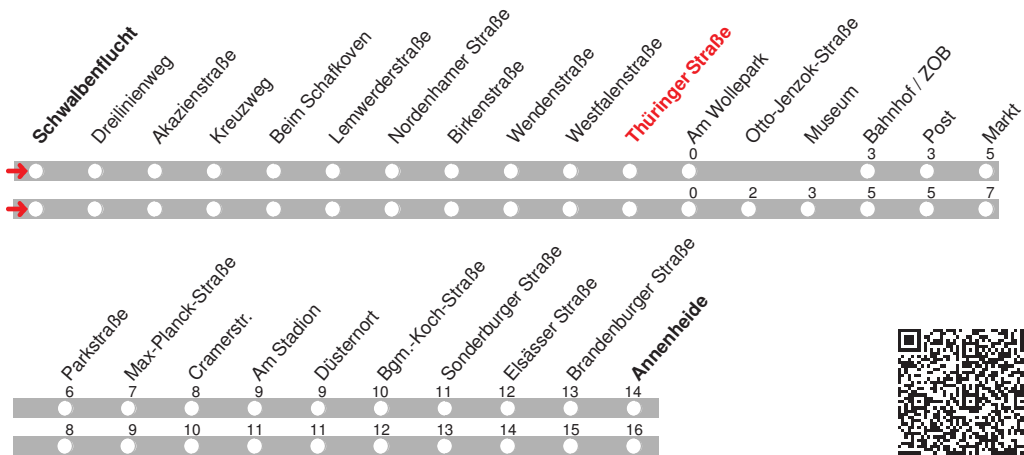 Schwalbenflucht
Dreilinienweg
Akazienstraße
Kreuzweg
Beim Schafkoven
Lemwerderstraße
Nordenhamer Straße
Birkenstraße
Wendenstraße
Westfalenstraße
Thüringer Straße
Am Wollepark
Otto-Jenzok-Straße
Museum
Bahnhof / ZOB
Post
Markt
0 3 3 5
0 2 3 5 5 7
Parkstraße
Max-Planck-Straße
Cramerstr.
Am Stadion
Düsternort
Bgm.-Koch-Straße
Sonderburger Straße
Elsässer Straße
Brandenburger Straße
Annenheide
6 7 8 9 9 10 11 12 13 14
8 9 10 11 11 12 13 14 15 16